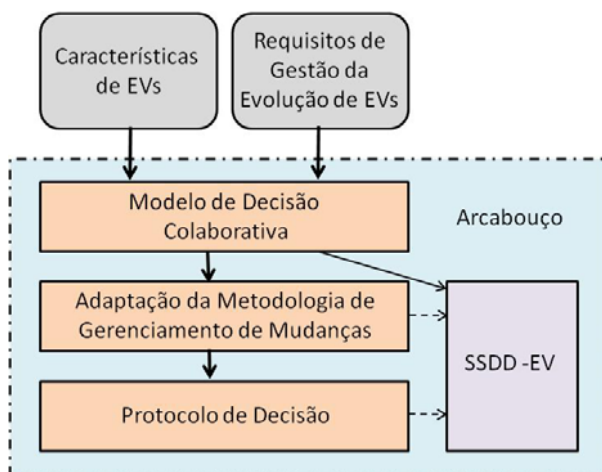 Características
de EVs
Requisitos de
Gestão da
Evolução de EVs
Modelo de Decisão
Colaborativa
Arcabouço
Adaptação da Metodologia de
Gerenciamento de Mudanças
SSDD -EV
Protocolo de Decisão